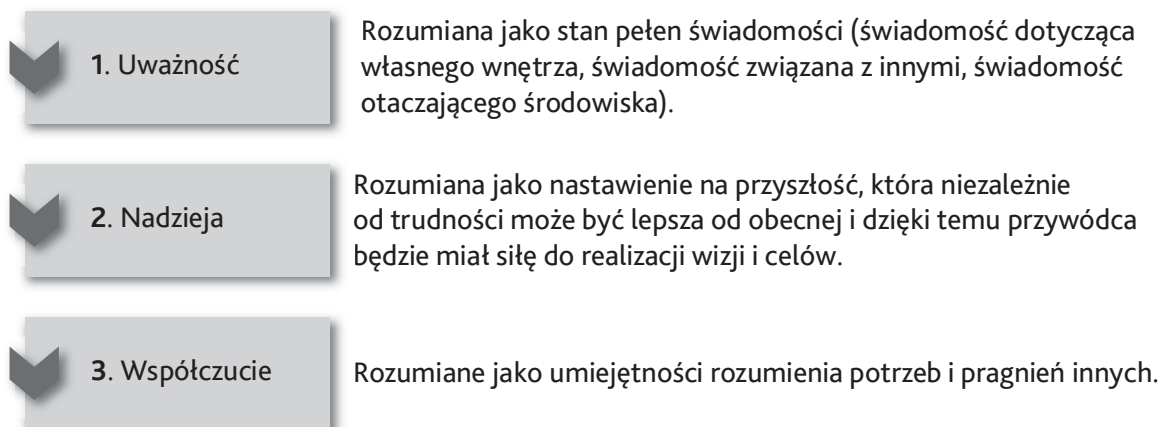 1. Uważność
Rozumiana jako stan pełen świadomości (świadomość dotycząca
własnego wnętrza, świadomość związana z innymi, świadomość
otaczającego środowiska).
2. Nadzieja
Rozumiana jako nastawienie na przyszłość, która niezależnie
od trudności może być lepsza od obecnej i dzięki temu przywódca
będzie miał siłę do realizacji wizji i celów.
3. Współczucie
Rozumiane jako umiejętności rozumienia potrzeb i pragnień innych.